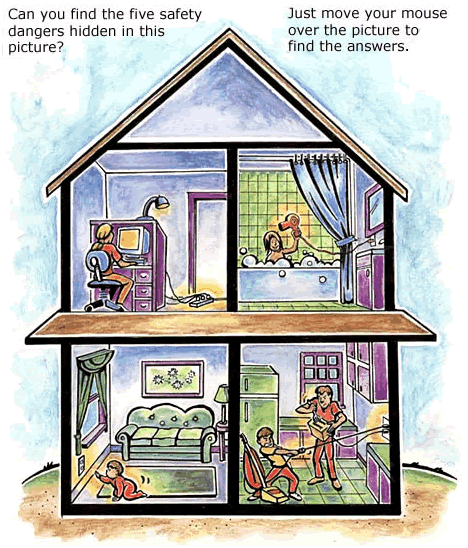 Can you find the five safety
dangers hidden in this
picture?
Just move your mouse
over the picture to
find the answers.